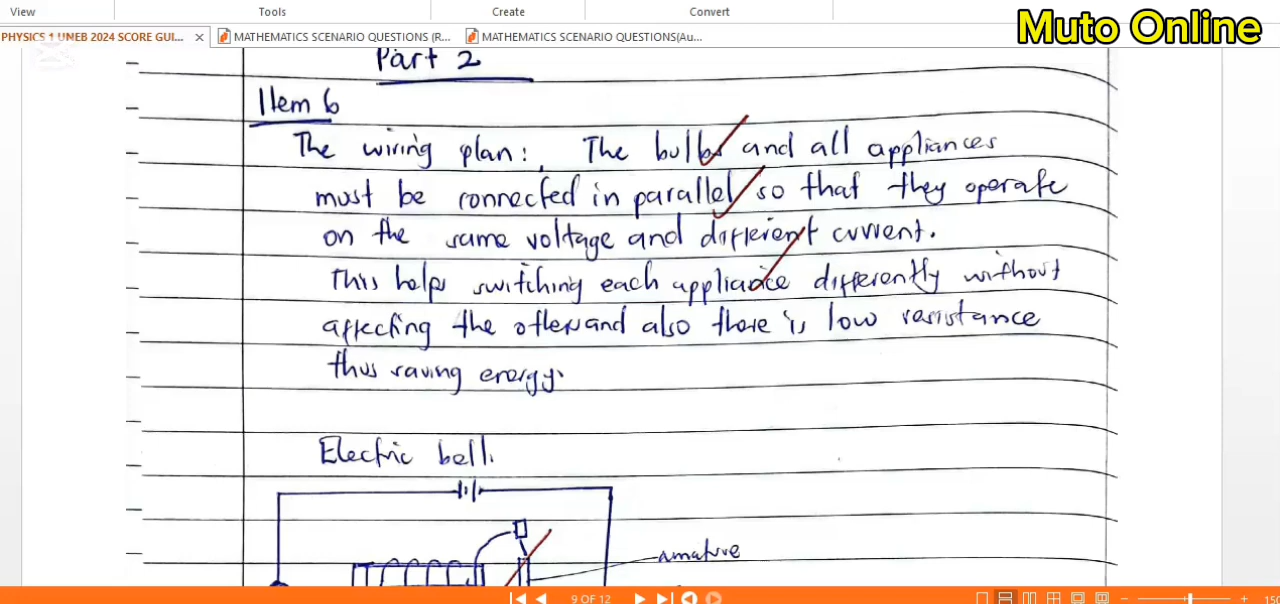 View Tools Create Convert
Muto Online
PHYSICS 1 UNEB 2024 SCORE GUI... × MATHEMATICS SCENARIO QUESTIONS (R... MATHEMATICS SCENARIO QUESTIONS(Au...
Part 2
Item 6
The wiring plan: The bulbs and all appliances
must be connected in parallel so that they operate
on the same voltage and different current.
This helps switching each appliance differently without
affecting the others and also there is low resistance
thus saving energy.
Electric bell.
amature
9 OF 12